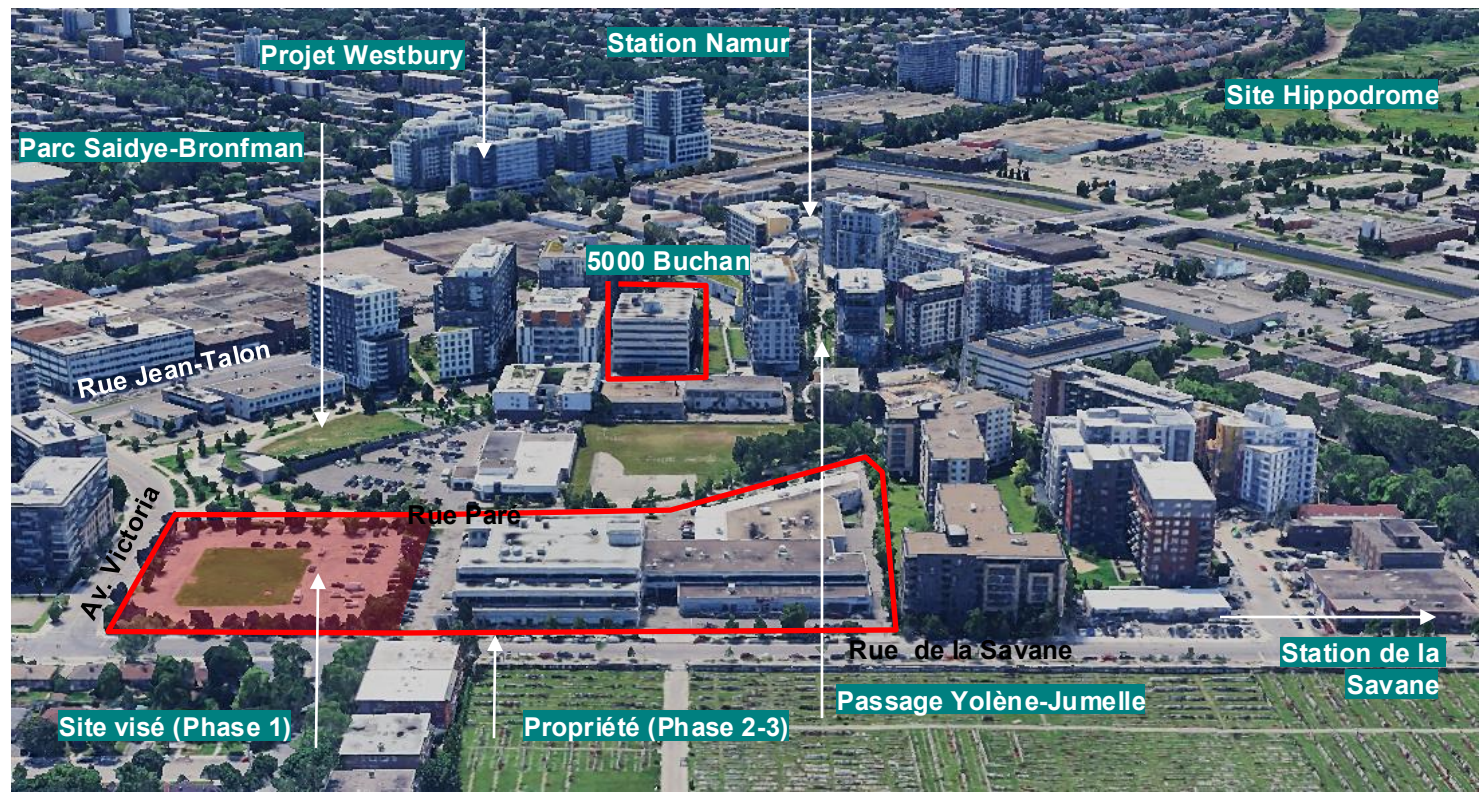 Projet Westbury
Station Namur
Site Hippodrome
Parc Saidye-Bronfman
5000 Buchan
Rue Jean-Talon
Av. Victoria
Rue Paré
Rue de la Savane
Station de la
Savane
Passage Yolène-Jumelle
Site visé (Phase 1)
Propriété (Phase 2-3)